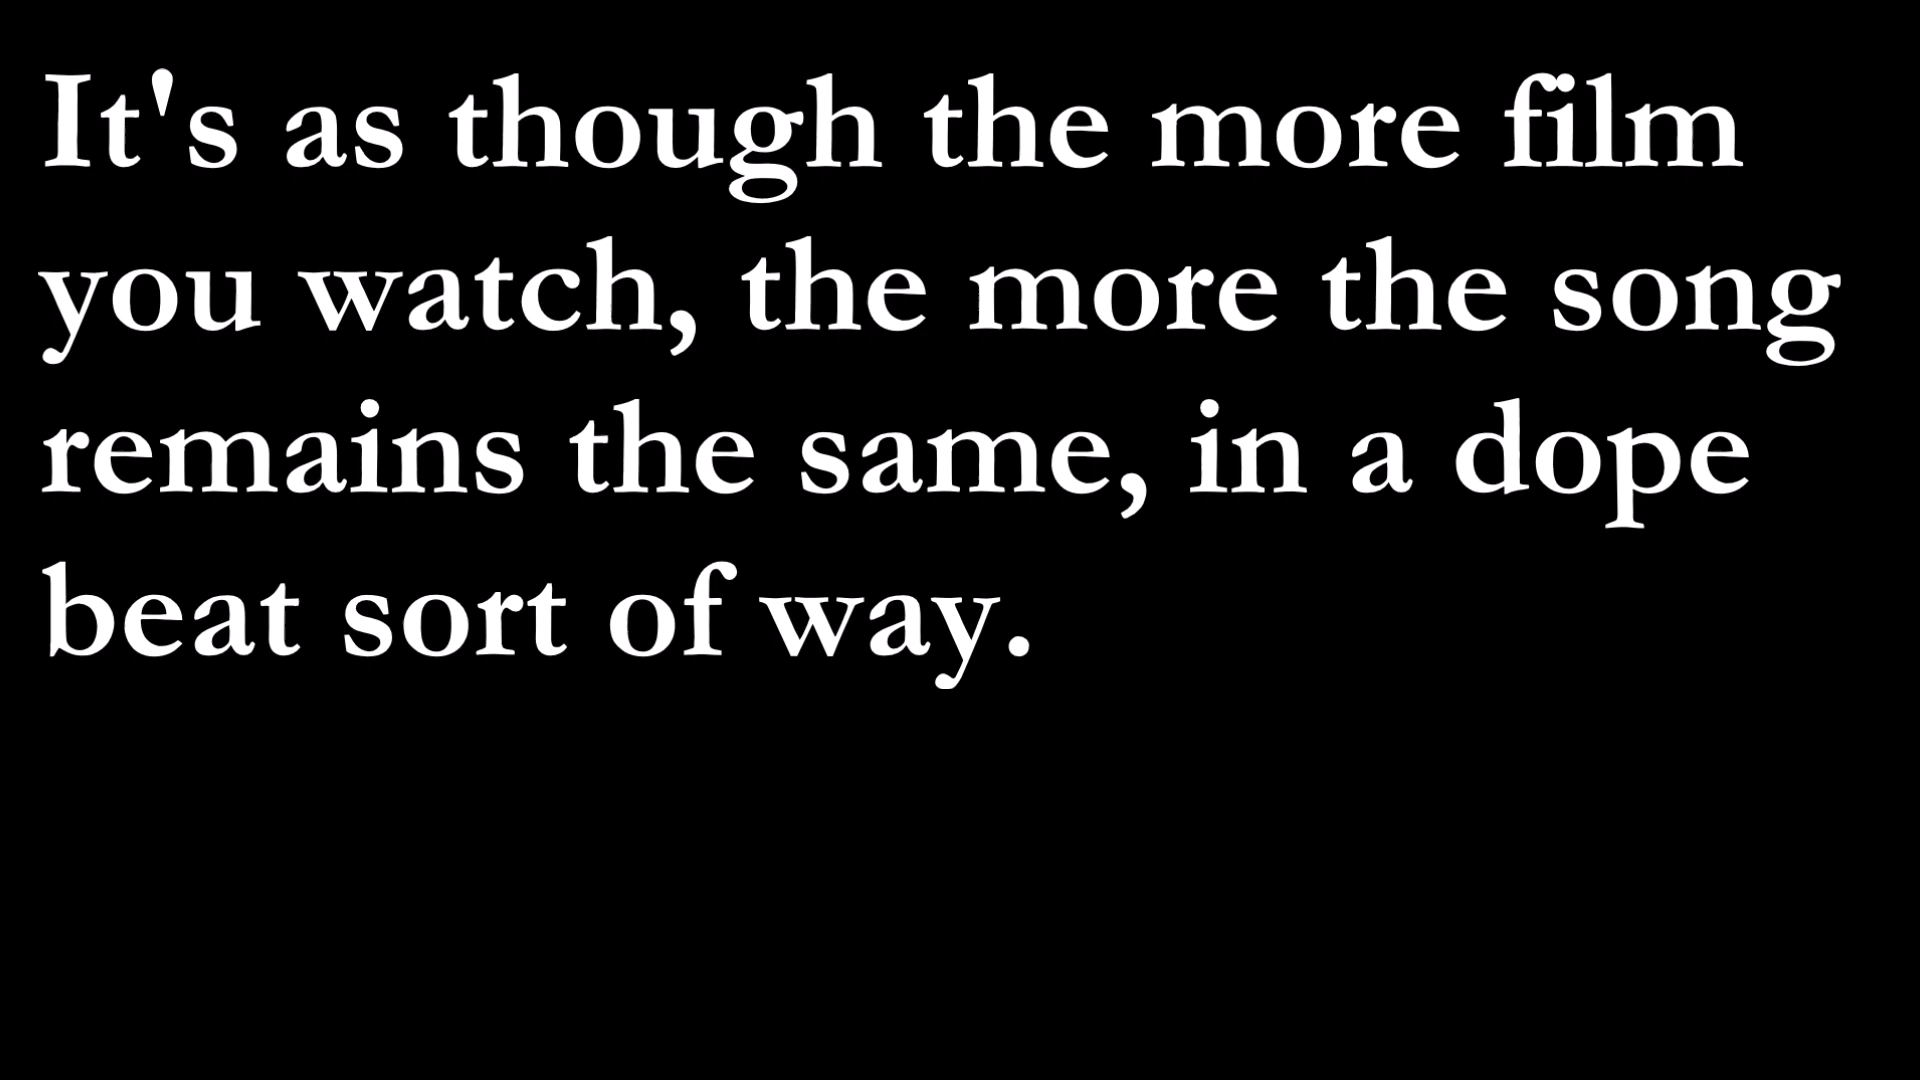 It's as though the more film
you watch, the more the song
remains the same, in a dope
beat sort of way.